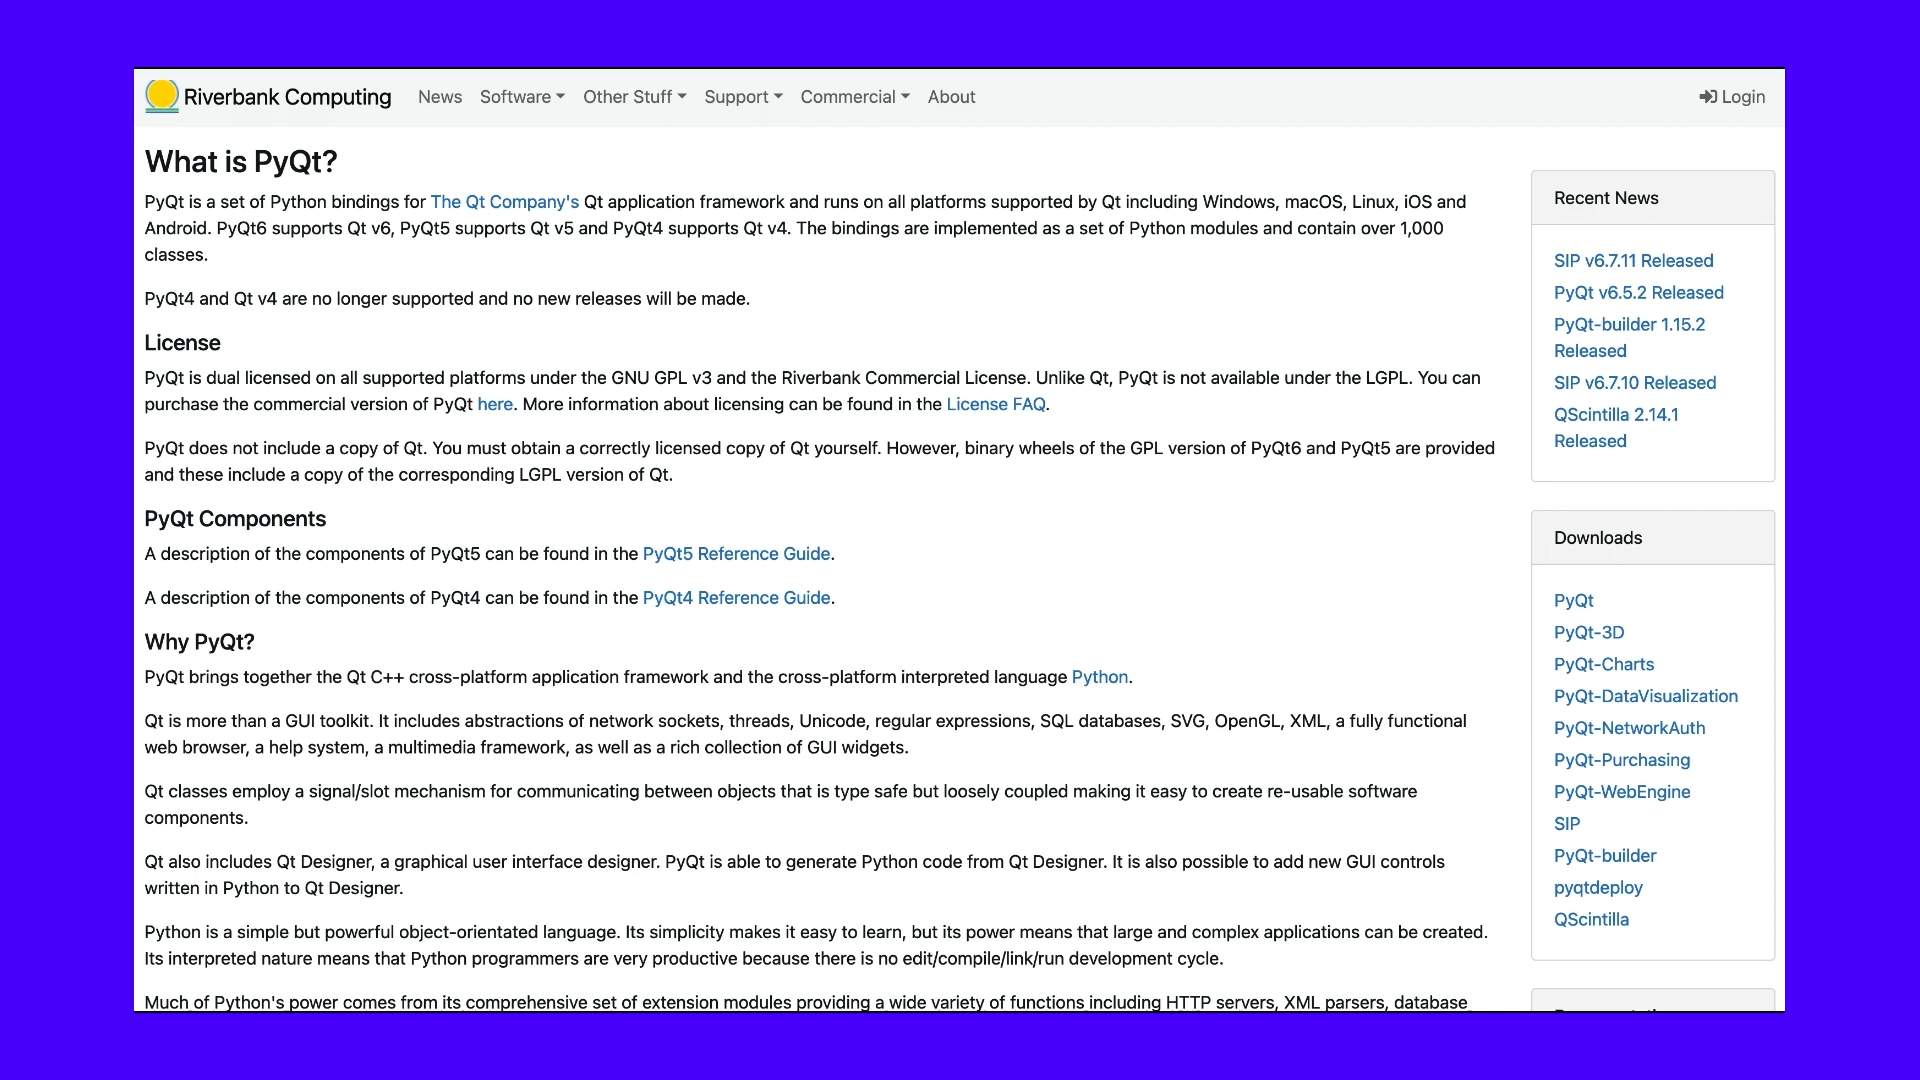 Riverbank Computing News Software Other Stuff Support Commercial About Login
What is PyQt?
PyQt is a set of Python bindings for The Qt Company's Qt application framework and runs on all platforms supported by Qt including Windows, macOS, Linux, iOS and
Android. PyQt6 supports Qt v6, PyQt5 supports Qt v5 and PyQt4 supports Qt v4. The bindings are implemented as a set of Python modules and contain over 1,000
classes.
PyQt4 and Qt v4 are no longer supported and no new releases will be made.
License
PyQt is dual licensed on all supported platforms under the GNU GPL v3 and the Riverbank Commercial License. Unlike Qt, PyQt is not available under the LGPL. You can
purchase the commercial version of PyQt here. More information about licensing can be found in the License FAQ.
PyQt does not include a copy of Qt. You must obtain a correctly licensed copy of Qt yourself. However, binary wheels of the GPL version of PyQt6 and PyQt5 are provided
and these include a copy of the corresponding LGPL version of Qt.
PyQt Components
A description of the components of PyQt5 can be found in the PyQt5 Reference Guide.
A description of the components of PyQt4 can be found in the PyQt4 Reference Guide.
Why PyQt?
PyQt brings together the Qt C++ cross-platform application framework and the cross-platform interpreted language Python.
Qt is more than a GUI toolkit. It includes abstractions of network sockets, threads, Unicode, regular expressions, SQL databases, SVG, OpenGL, XML, a fully functional
web browser, a help system, a multimedia framework, as well as a rich collection of GUI widgets.
Qt classes employ a signal/slot mechanism for communicating between objects that is type safe but loosely coupled making it easy to create re-usable software
components.
Qt also includes Qt Designer, a graphical user interface designer. PyQt is able to generate Python code from Qt Designer. It is also possible to add new GUI controls
written in Python to Qt Designer.
Python is a simple but powerful object-orientated language. Its simplicity makes it easy to learn, but its power means that large and complex applications can be created.
Its interpreted nature means that Python programmers are very productive because there is no edit/compile/link/run development cycle.
Much of Python's power comes from its comprehensive set of extension modules providing a wide variety of functions including HTTP servers, XML parsers, database
Recent News
SIP v6.7.11 Released
PyQt v6.5.2 Released
PyQt-builder 1.15.2
Released
SIP v6.7.10 Released
QScintilla 2.14.1
Released
Downloads
PyQt
PyQt-3D
PyQt-Charts
PyQt-DataVisualization
PyQt-NetworkAuth
PyQt-Purchasing
PyQt-WebEngine
SIP
PyQt-builder
pyqtdeploy
QScintilla